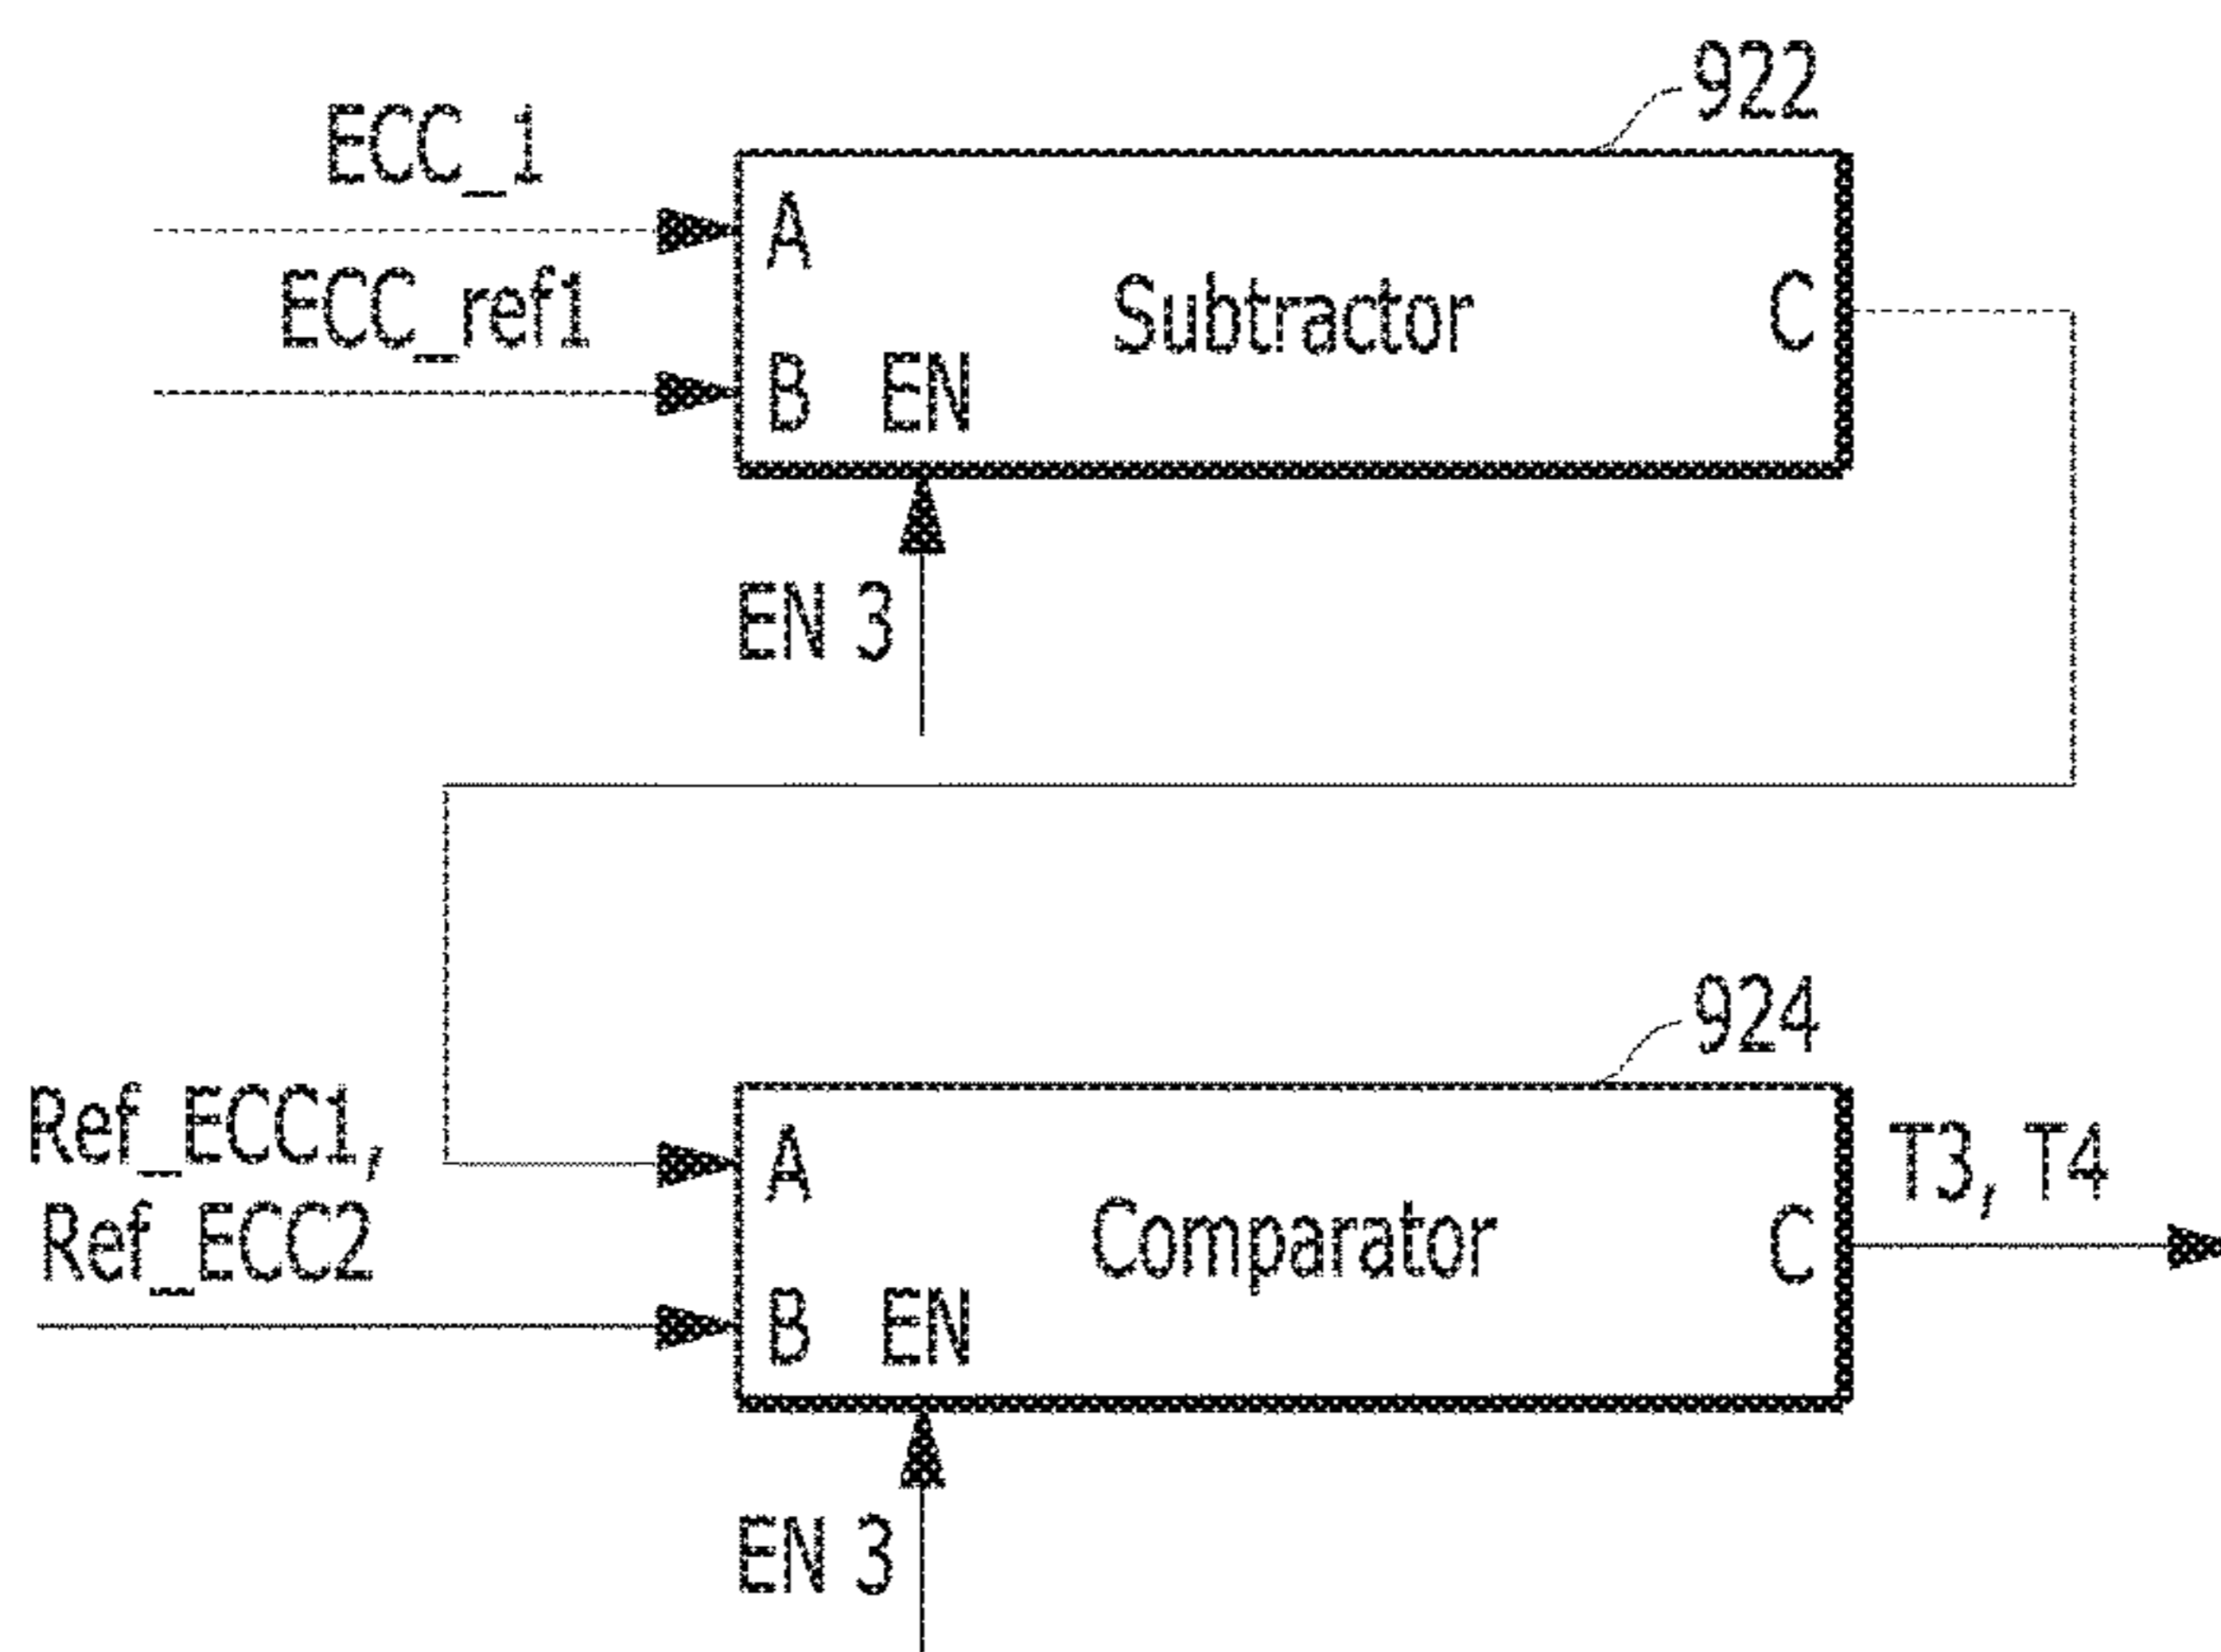 922
ECC_1
A
ECC_ref1
Subtractor
C
B EN
EN 3
924
Ref_ECC1,
A
T3, T4
Ref_ECC2
Comparator
C
B EN
EN 3